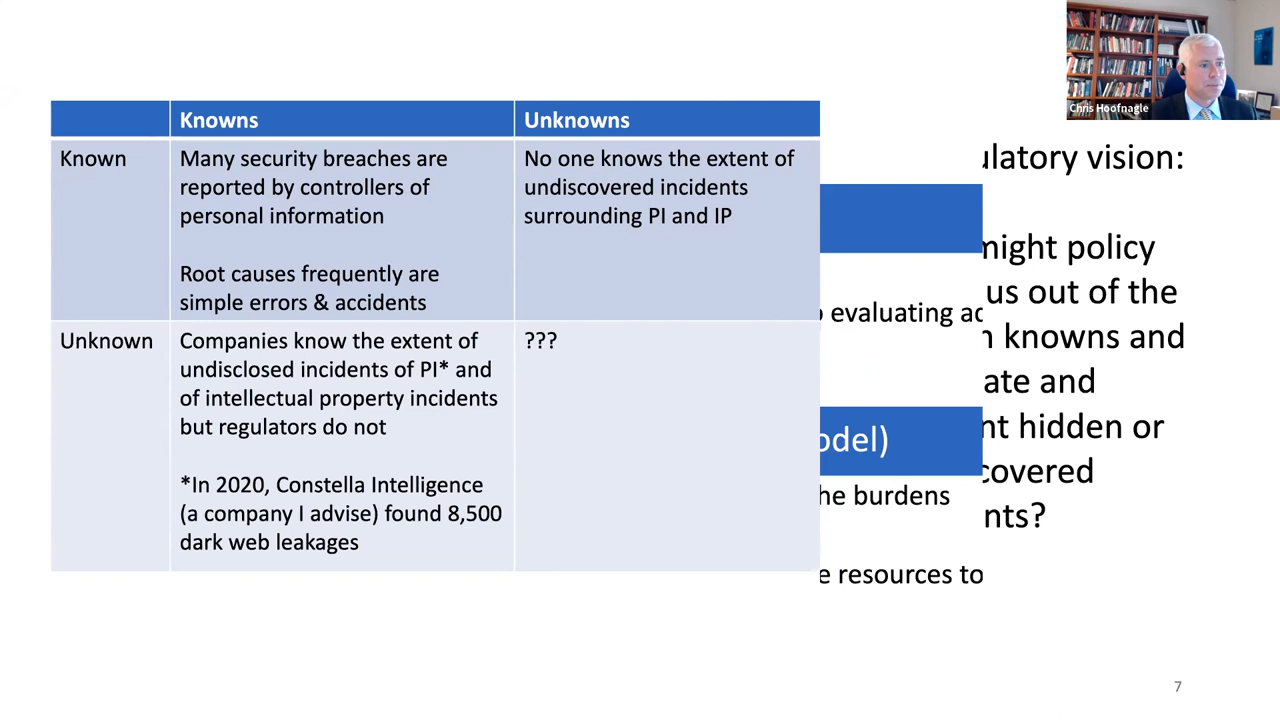 Chris Hoofnagle
Knowns
Unknowns
Known
Many security breaches are
reported by controllers of
personal information
Root causes frequently are
simple errors & accidents
No one knows the extent of
undiscovered incidents
surrounding PI and IP
Unknown
Companies know the extent of
undisclosed incidents of PI* and
of intellectual property incidents
but regulators do not
*In 2020, Constella Intelligence
(a company I advise) found 8,500
dark web leakages
???
evaluating
odel)
he burdens
e resources to
ulatory vision:
might policy
us out of the
knowns and
ate and
nt hidden or
covered
nts?
7